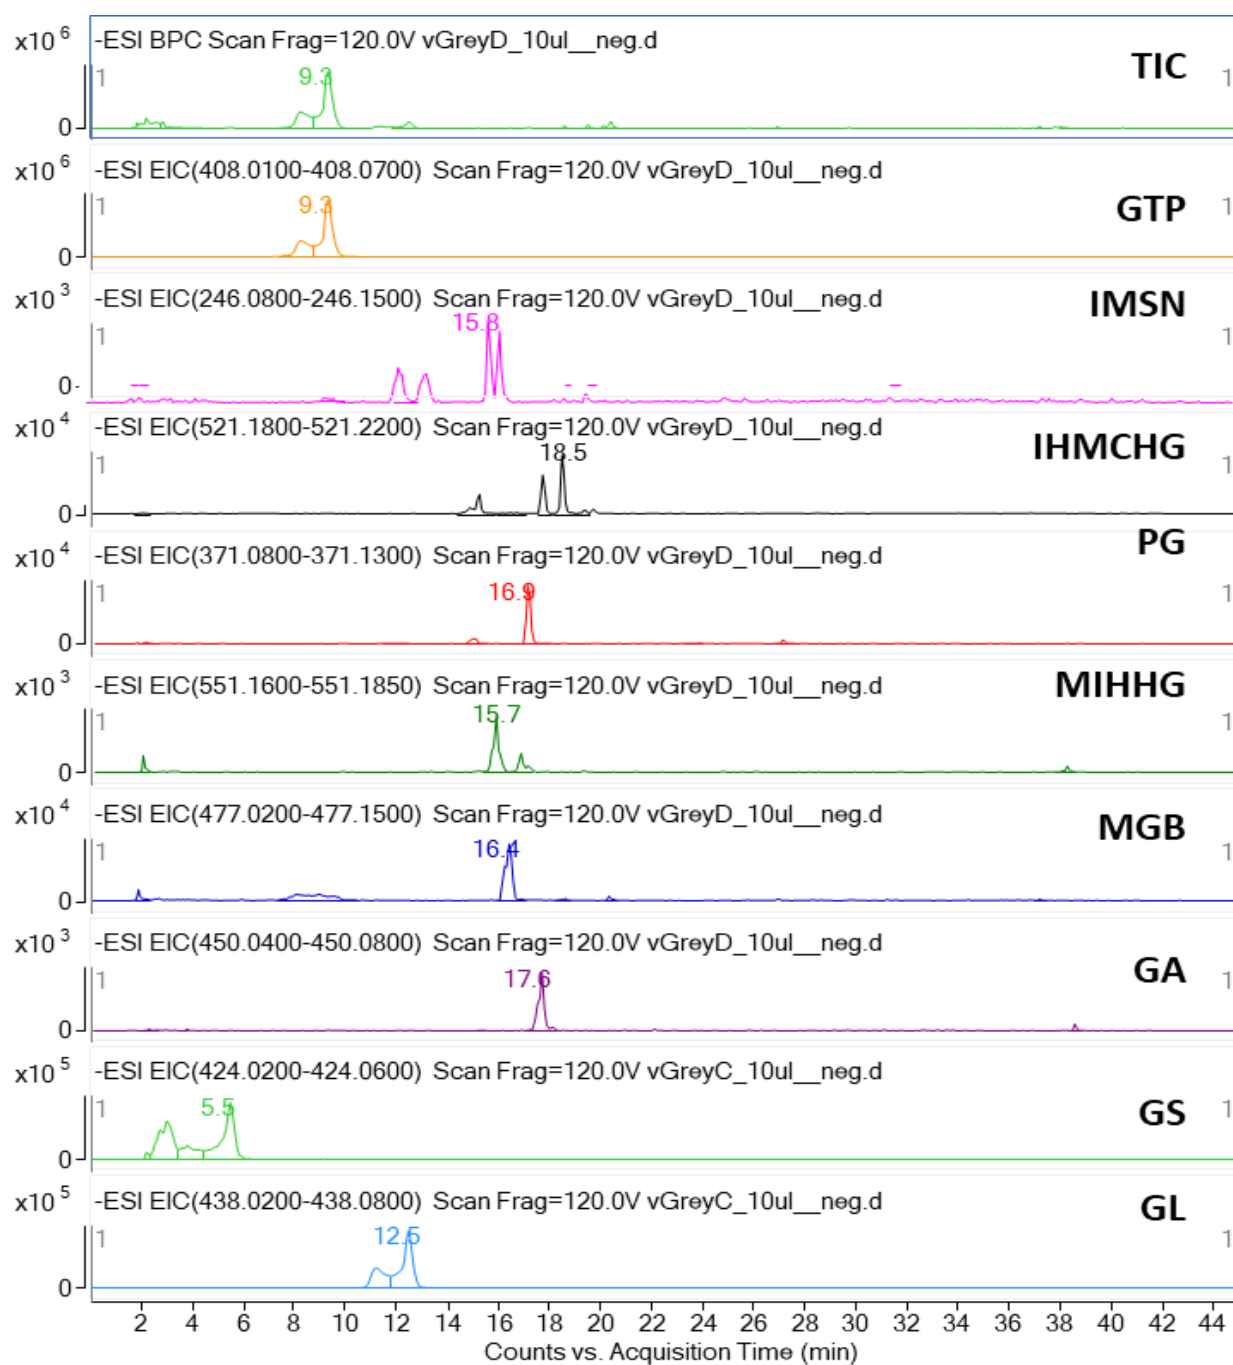 x10 6 -ESI BPC Scan Frag=120.0V vGreyD_10ul__neg.d
1 9.3 TIC 1
0
x10 6 -ESI EIC(408.0100-408.0700) Scan Frag=120.0V vGreyD_10ul__neg.d
1 9.3 GTP 1
0
x10 3 -ESI EIC(246.0800-246.1500) Scan Frag=120.0V vGreyD_10ul__neg.d IMSN
1 15.8 1
0
x10 4 -ESI EIC(521.1800-521.2200) Scan Frag=120.0V vGreyD_10ul__neg.d
1 18.5 IHMCHG 1
0
x10 4 -ESI EIC(371.0800-371.1300) Scan Frag=120.0V vGreyD_10ul__neg.d PG
1 16.9 1
0
x10 3 -ESI EIC(551.1600-551.1850) Scan Frag=120.0V vGreyD_10ul__neg.d MIHHG
1 15.7 1
0
x10 4 -ESI EIC(477.0200-477.1500) Scan Frag=120.0V vGreyD_10ul__neg.d MGB
1 16.4 1
0
x10 3 -ESI EIC(450.0400-450.0800) Scan Frag=120.0V vGreyD_10ul__neg.d
1 17.6 GA 1
0
x10 5 -ESI EIC(424.0200-424.0600) Scan Frag=120.0V vGreyC_10ul__neg.d
1 5.5 GS 1
0
x10 5 -ESI EIC(438.0200-438.0800) Scan Frag=120.0V vGreyC_10ul__neg.d GL
1 12.5 1
0
2 4 6 8 10 12 14 16 18 20 22 24 26 28 30 32 34 36 38 40 42 44
Counts vs. Acquisition Time (min)